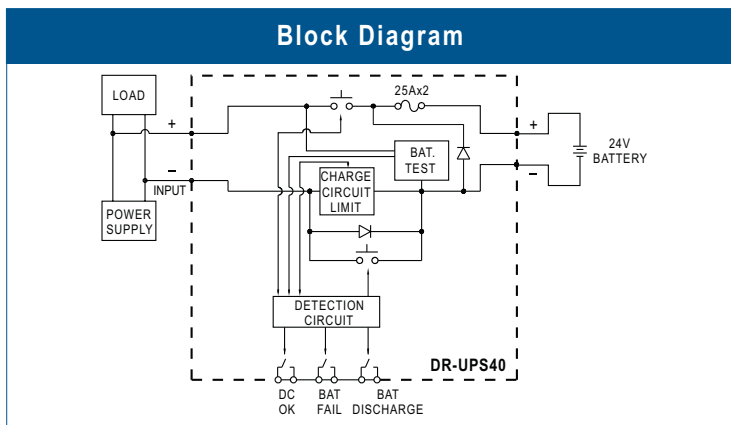 Block Diagram
LOAD
25Ax2
+
+
24V
BATTERY
BAT.
TEST
–
–
INPUT
CHARGE
CIRCUIT
LIMIT
POWER
SUPPLY
DETECTION
CIRCUIT
DR-UPS40
DC
OK
BAT
FAIL
BAT
DISCHARGE